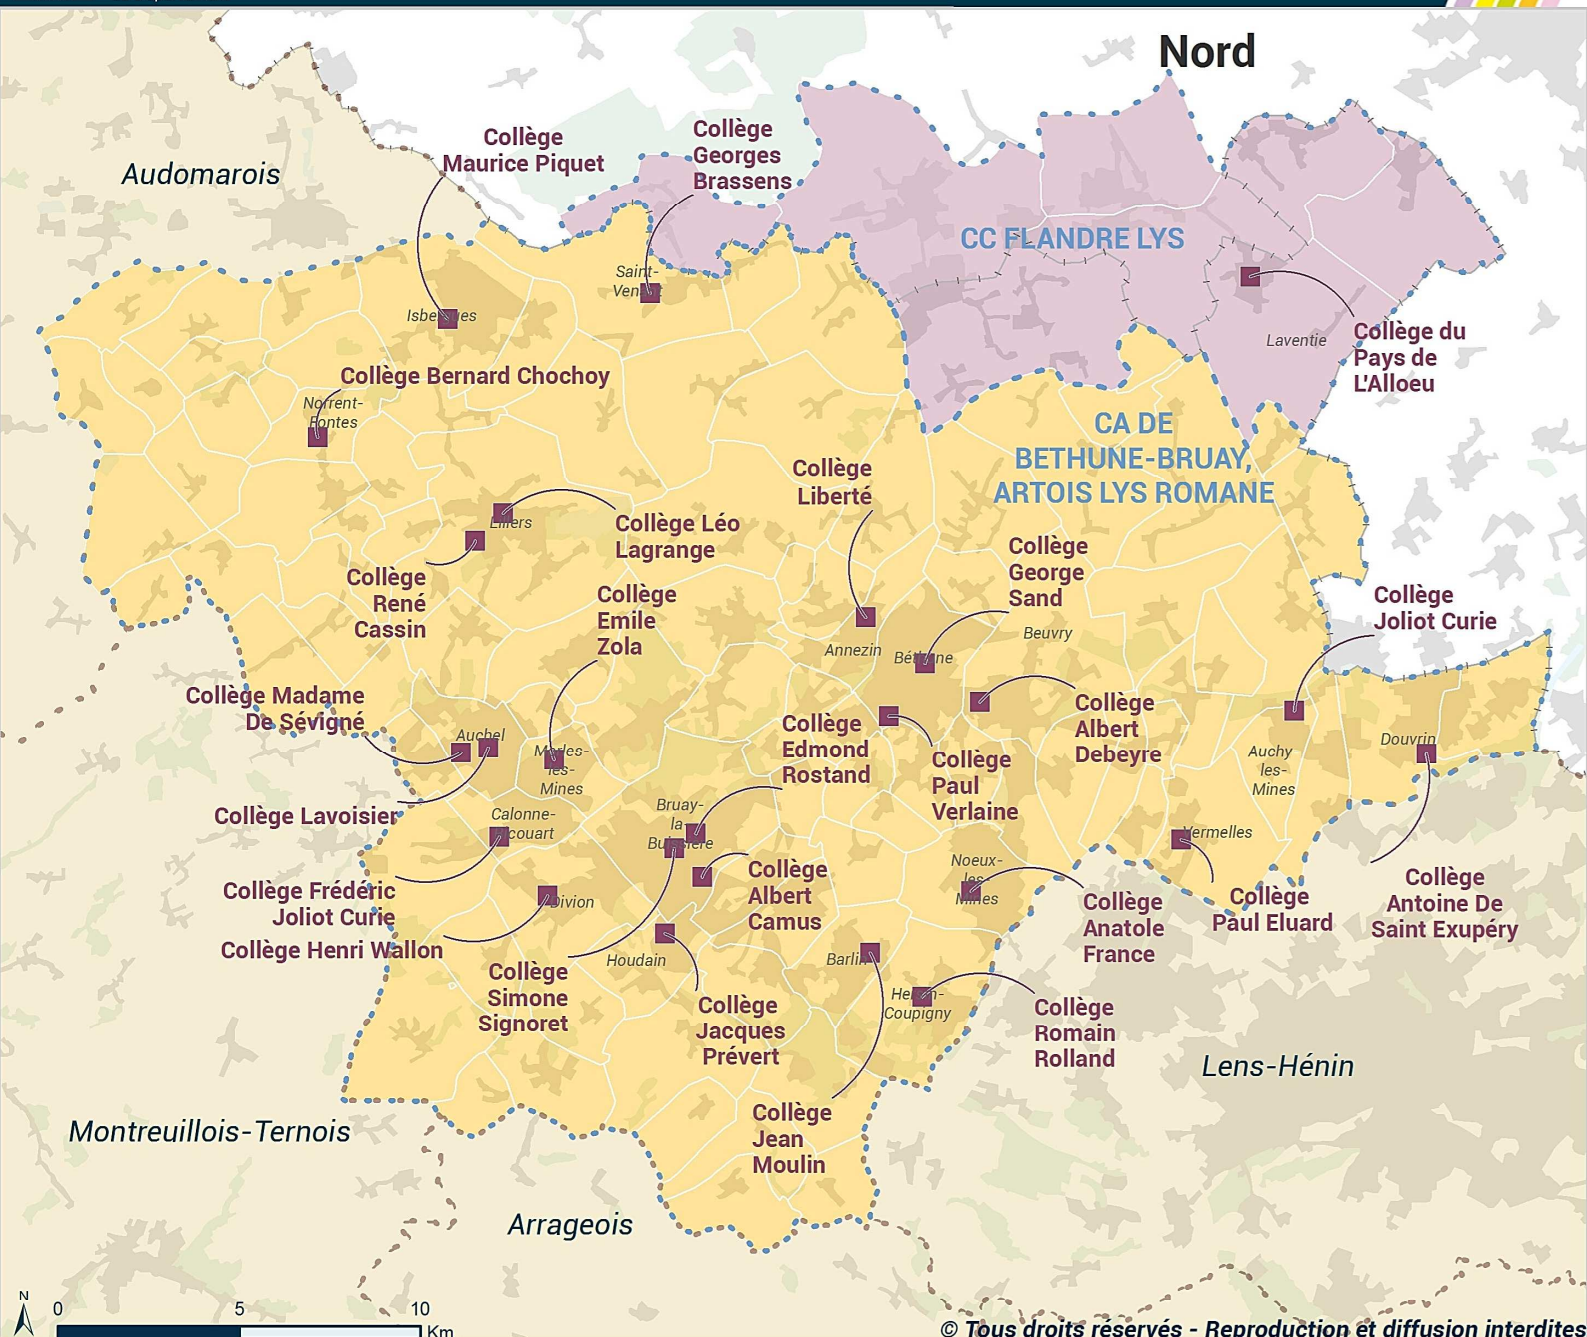 Nord
Collège
Maurice Piquet
Collège
Georges
Brassens
Audomarois
CC FLANDRE LYS
Saint-
Isbergues
Laventie
Collège du
Pays de
L'Alloeu
Collège Bernard Chochoy
Norrent-
Fontes
CA DE
BETHUNE-BRUAY,
ARTOIS LYS ROMANE
Collège
Liberté
Lillers
Collège Léo
Lagrange
Collège
George
Sand
Collège
René
Cassin
Collège
Emile
Zola
Collège
Joliot Curie
Beuvry
Annezin
Béthune
Collège Madame
De Sévigné
Collège
Albert
Debeyre
Collège
Edmond
Rostand
Auchel
Marles-
les-
Mines
Collège
Paul
Verlaine
Douvrin
Auchy
les-
Mines
Collège Lavoisier
Calonne-
Ricouart
Bruay-
la-
Buissière
Vermelles
Noeux-
les-
Mines
Collège
Albert
Camus
Collège Frédéric
Joliot Curie
Divion
Collège
Anatole
France
Collège
Paul Eluard
Collège
Antoine De
Saint Exupéry
Collège Henri Wallon
Houdain
Barlin
Collège
Simone
Signoret
Hersin-
Coupigny
Collège
Jacques
Prévert
Collège
Romain
Rolland
Lens-Hénin
Collège
Jean
Moulin
Montreuillois-Ternois
Arrageois
N
0 5 10
Km
© Tous droits réservés - Reproduction et diffusion interdites